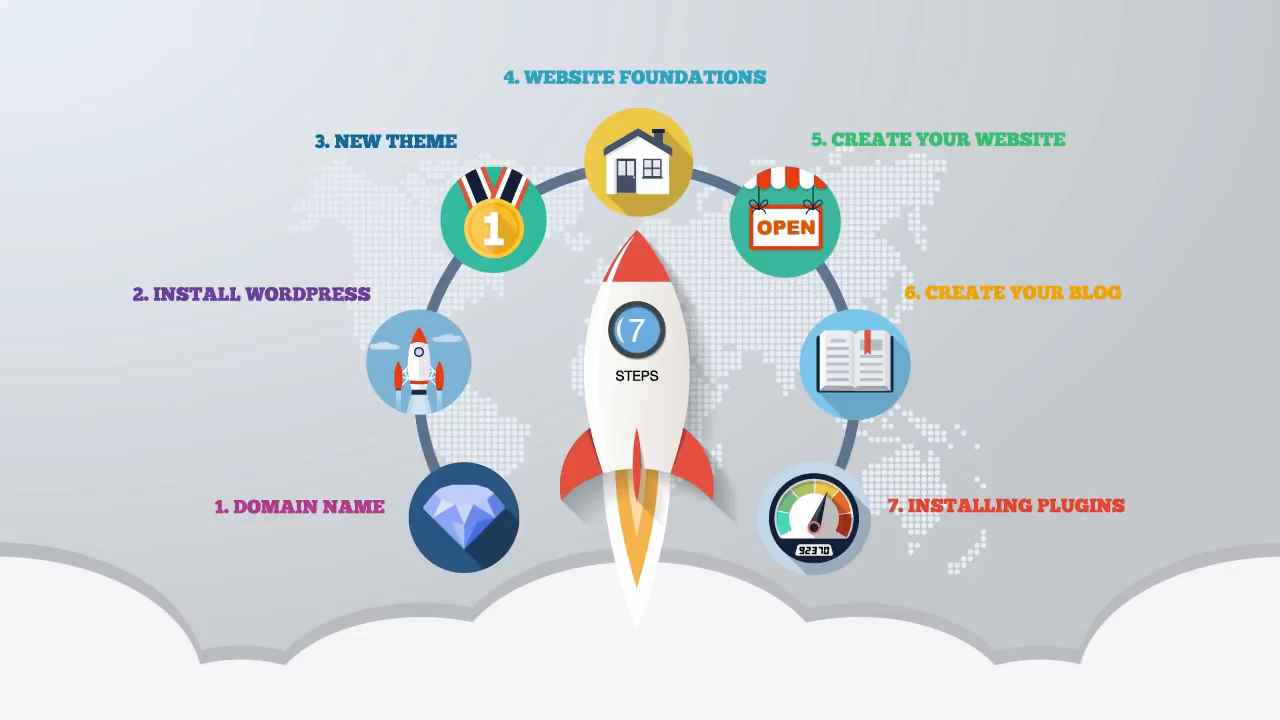 4. WEBSITE FOUNDATIONS
3. NEW THEME
5. CREATE YOUR WEBSITE
1
OPEN
2. INSTALL WORDPRESS
6. CREATE YOUR BLOG
7
STEPS
1. DOMAIN NAME
7. INSTALLING PLUGINS
92370